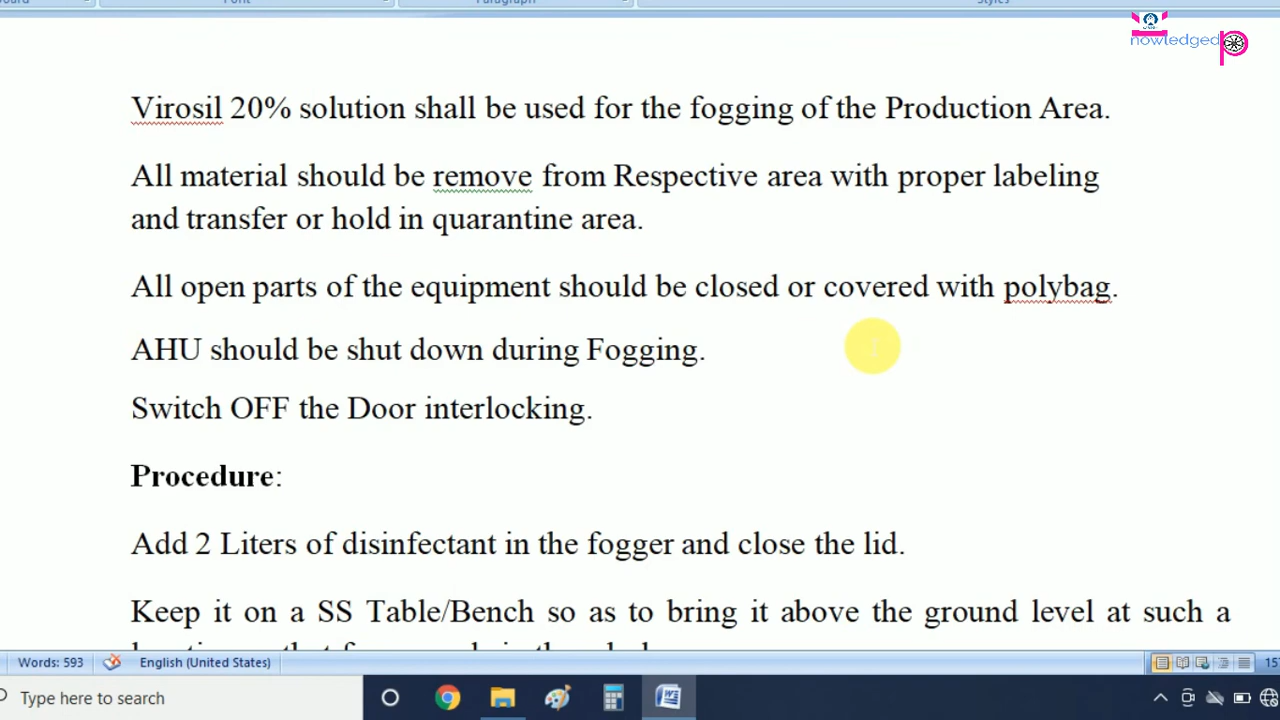 Font
Paragraph
Styles
nowledged
Virosil 20% solution shall be used for the fogging of the Production Area.
All material should be remove from Respective area with proper labeling
and transfer or hold in quarantine area.
All open parts of the equipment should be closed or covered with polybag.
AHU should be shut down during Fogging.
Switch OFF the Door interlocking.
Procedure:
Add 2 Liters of disinfectant in the fogger and close the lid.
Keep it on a SS Table/Bench so as to bring it above the ground level at such a
Words: 593 English (United States)
Type here to search